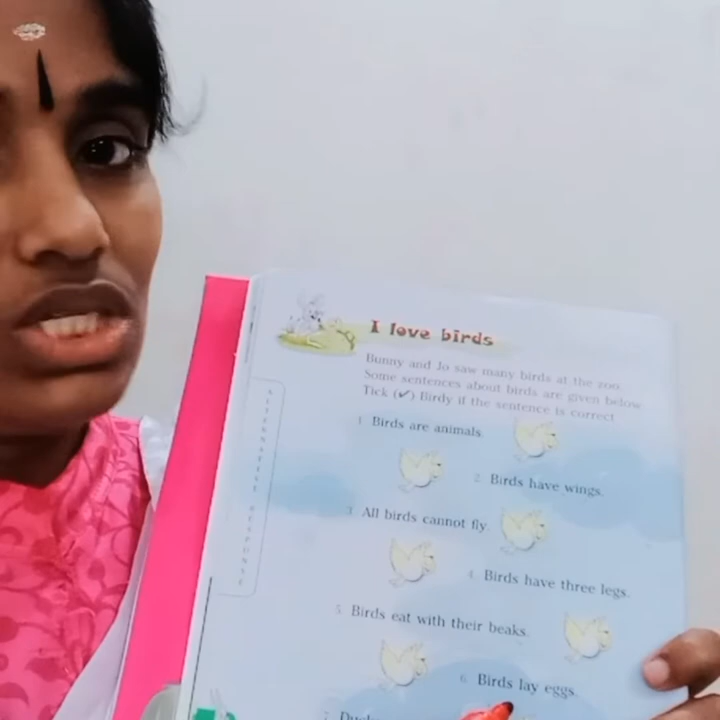 I love birds
Bunny and Jo saw many birds at the zoo.
Some sentences about birds are given below
Tick (✔) Birdy if the sentence is correct
1. Birds are animals.
2. Birds have wings.
3. All birds cannot fly.
4. Birds have three legs.
5. Birds eat with their beaks.
6. Birds lay eggs.
ALTERNATIVE RESPONSE